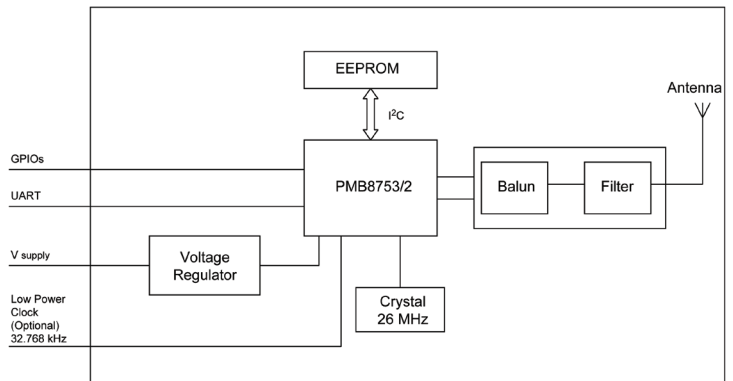 EEPROM
Antenna
I²C
GPIOs
PMB8753/2
Balun
Filter
UART
V supply
Voltage
Regulator
Low Power
Clock
(Optional)
32.768 kHz
Crystal
26 MHz